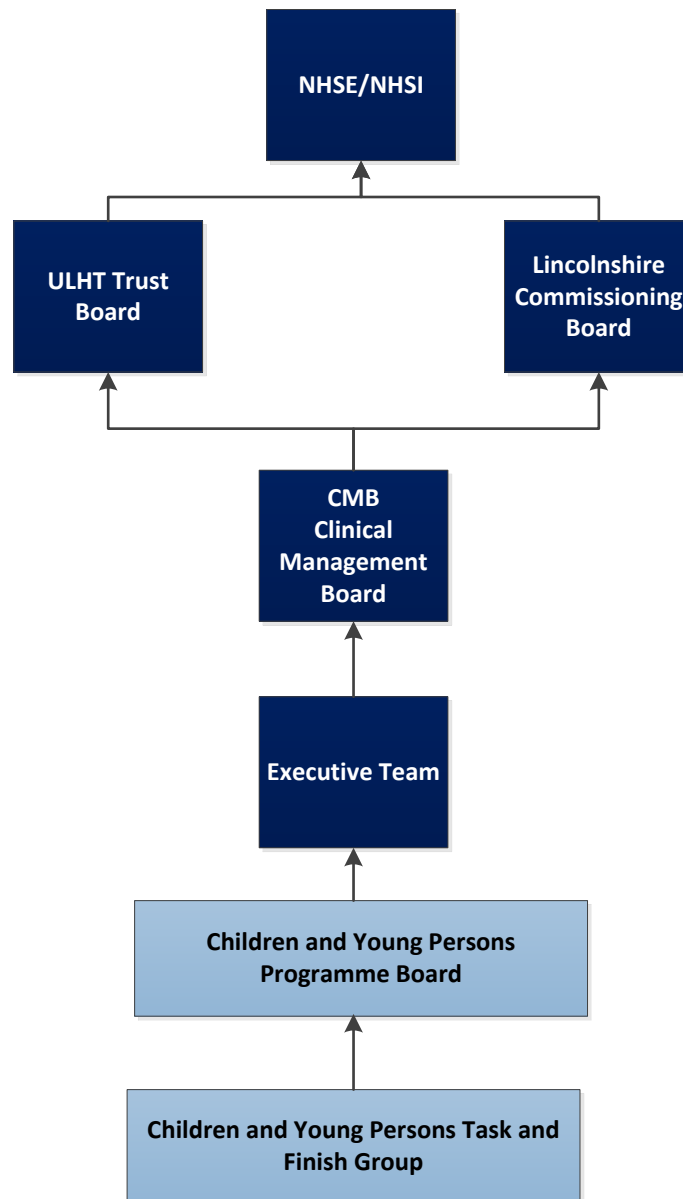 NHSE/NHSI
ULHT Trust
Board
Lincolnshire
Commissioning
Board
CMB
Clinical
Management
Board
Executive Team
Children and Young Persons
Programme Board
Children and Young Persons Task and
Finish Group